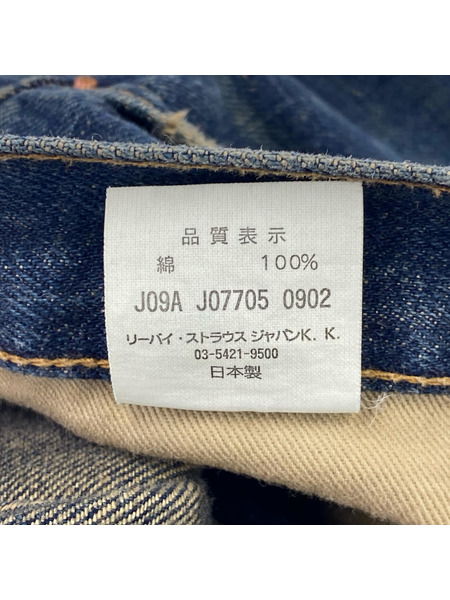 品質表示
綿 100%
J09A J07705 0902
リーバイ・ストラウス ジャパンK. K.
03-5421-9500
日本製